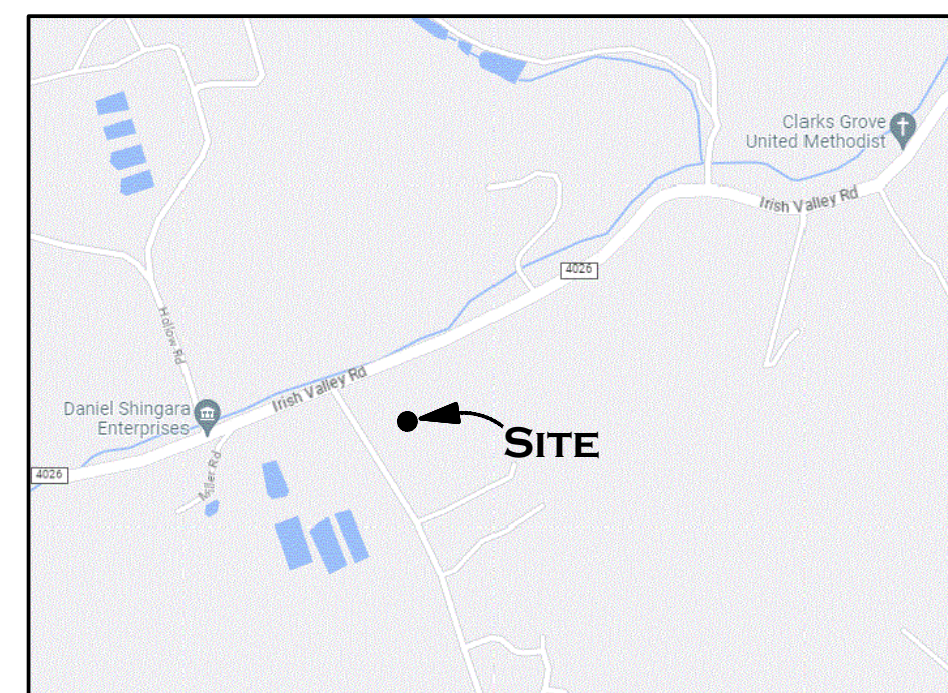 Clarks Grove
United Methodist
Irish Valley Rd
4026
Hollow Rd
Irish Valley Rd
Daniel Shingara
Enterprises
SITE
4026
Miller Rd